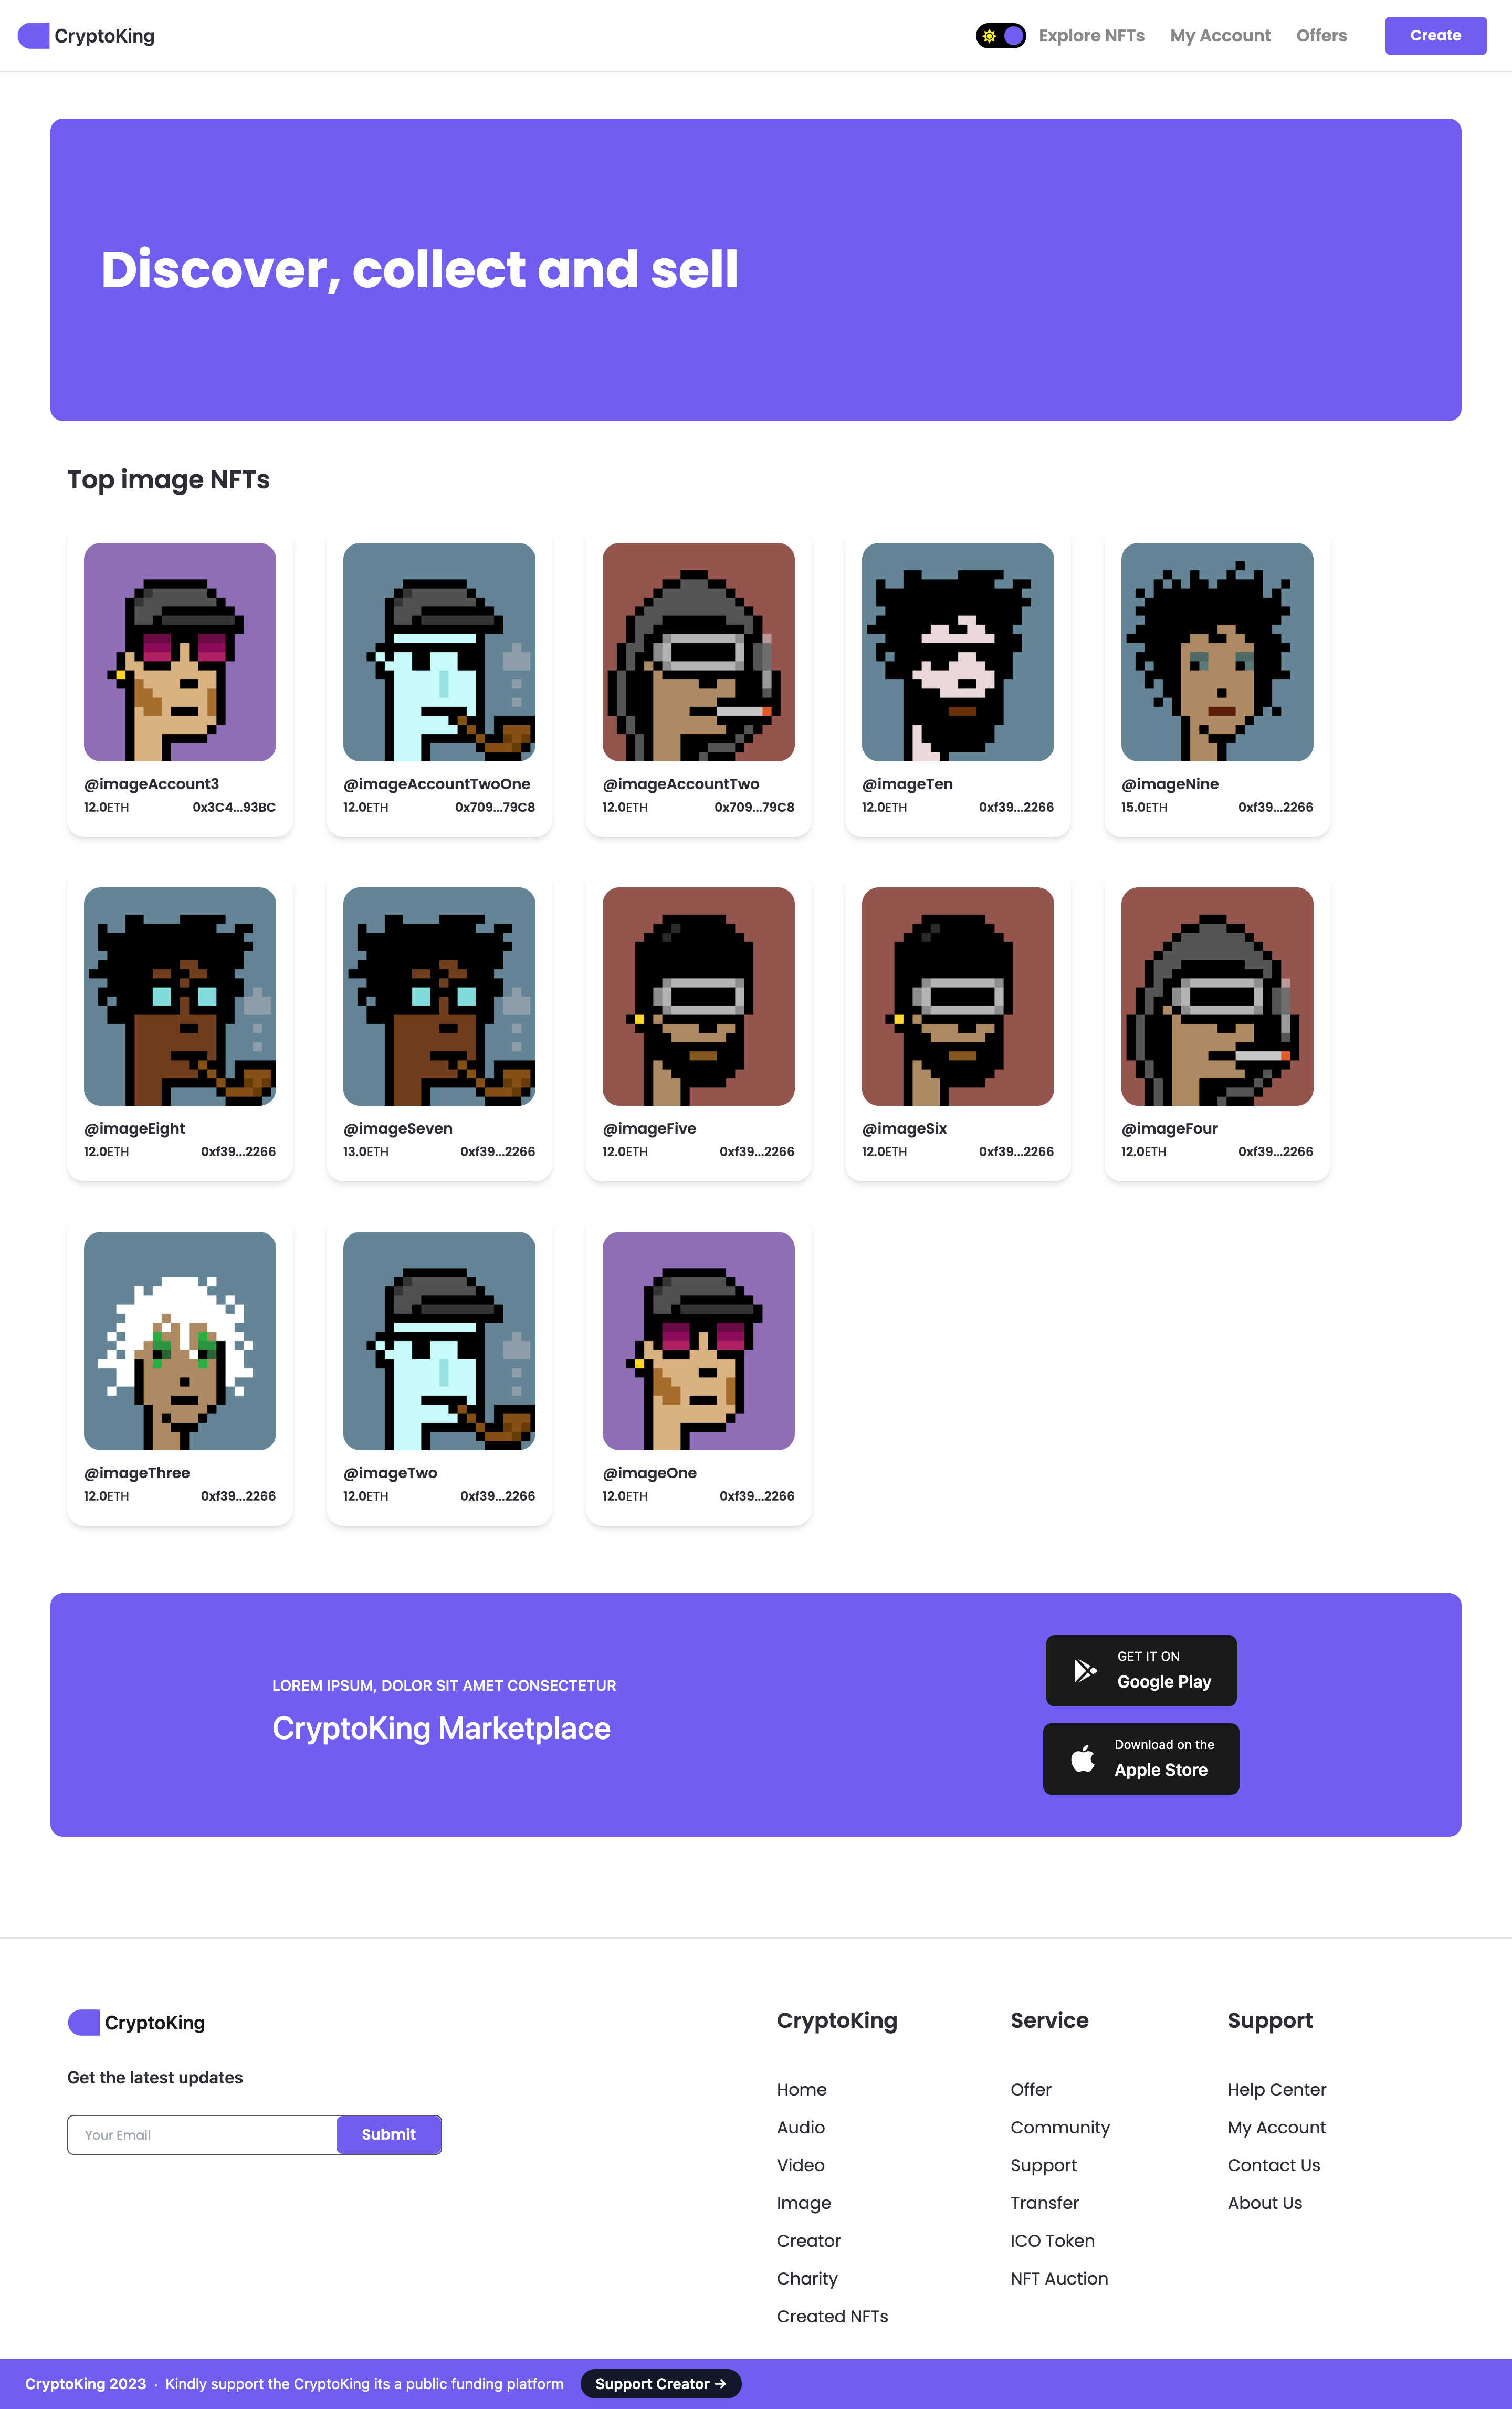 CryptoKing
Explore NFTs
My Account
Offers
Create
Discover, collect and sell
Top image NFTs
@imageAccount3
12.0ETH 0x3C4...93BC
@imageAccountTwoOne
12.0ETH 0x709...79C8
@imageAccountTwo
12.0ETH 0x709...79C8
@imageTen
12.0ETH 0xf39...2266
@imageNine
15.0ETH 0xf39...2266
@imageEight
12.0ETH 0xf39...2266
@imageSeven
13.0ETH 0xf39...2266
@imageFive
12.0ETH 0xf39...2266
@imageSix
12.0ETH 0xf39...2266
@imageFour
12.0ETH 0xf39...2266
@imageThree
12.0ETH 0xf39...2266
@imageTwo
12.0ETH 0xf39...2266
@imageOne
12.0ETH 0xf39...2266
LOREM IPSUM, DOLOR SIT AMET CONSECTETUR
CryptoKing Marketplace
GET IT ON
Google Play
Download on the
Apple Store
CryptoKing
Get the latest updates
Your Email
Submit
CryptoKing
Home
Audio
Video
Image
Creator
Charity
Created NFTs
Service
Offer
Community
Support
Transfer
ICO Token
NFT Auction
Support
Help Center
My Account
Contact Us
About Us
CryptoKing 2023 · Kindly support the CryptoKing its a public funding platform
Support Creator →